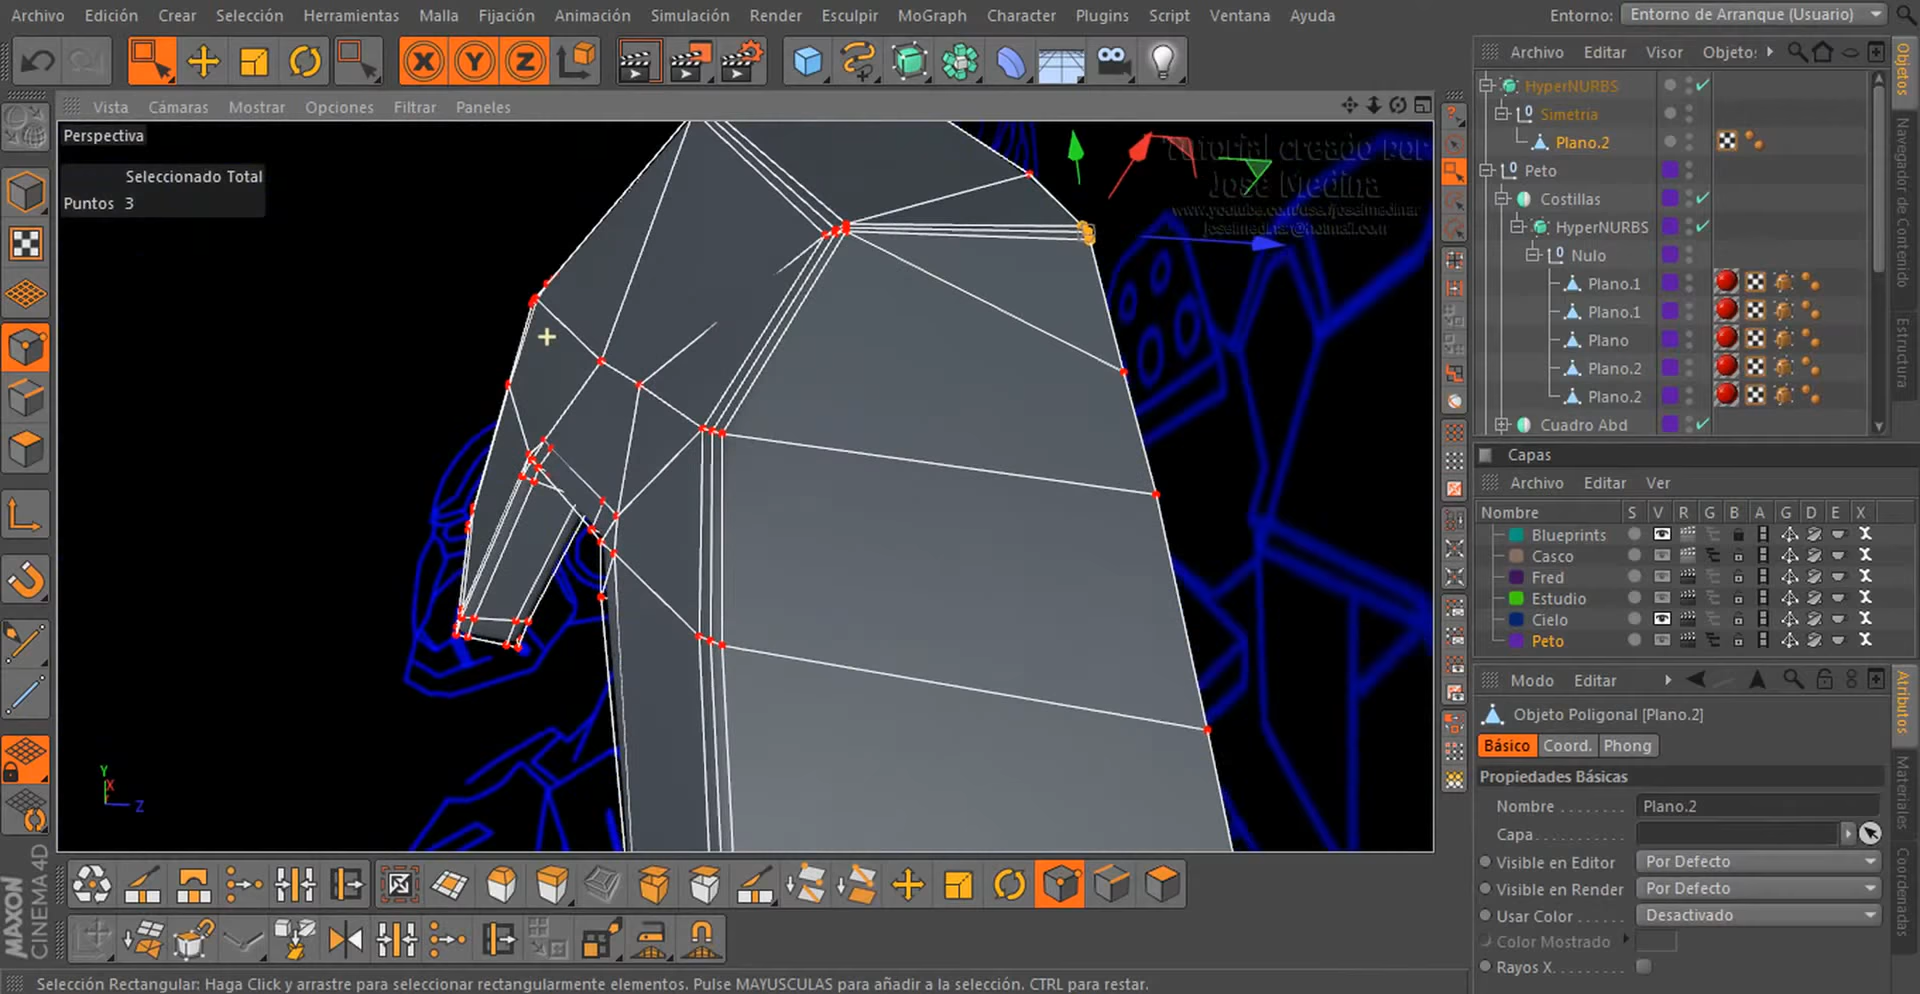 Archivo Edición Crear Selección Herramientas Malla Fijación Animación Simulación Render Esculpir MoGraph Character Plugins Script Ventana Ayuda Entorno: Entorno de Arranque (Usuario)
Archivo Editar Visor Objeto:
Objetos
Navegador de Contenido
Estructura
Vista Cámaras Mostrar Opciones Filtrar Paneles
Perspectiva
Seleccionado Total
Puntos 3
Tutorial creado por
Jose Medina
HyperNURBS
Simetria
Plano.2
Peto
Costillas
HyperNURBS
Nulo
Plano.1
Plano.1
Plano
Plano.2
Plano.2
Cuadro Abd
Capas
Archivo Editar Ver
Nombre S V R G B A G D E X
Blueprints
Casco
Fred
Estudio
Cielo
Peto
Modo Editar
Objeto Poligonal [Plano.2]
Básico Coord. Phong
Propiedades Básicas
Nombre Plano.2
Capa
Visible en Editor Por Defecto
Visible en Render Por Defecto
Usar Color Desactivado
Color Mostrado
Rayos X
Atributos
Materiales
Coordenadas
X Y Z
Y
X
Z
MAXON
CINEMA 4D
Selección Rectangular: Haga Click y arrastre para seleccionar rectangularmente elementos. Pulse MAYUSCULAS para añadir a la selección. CTRL para restar.